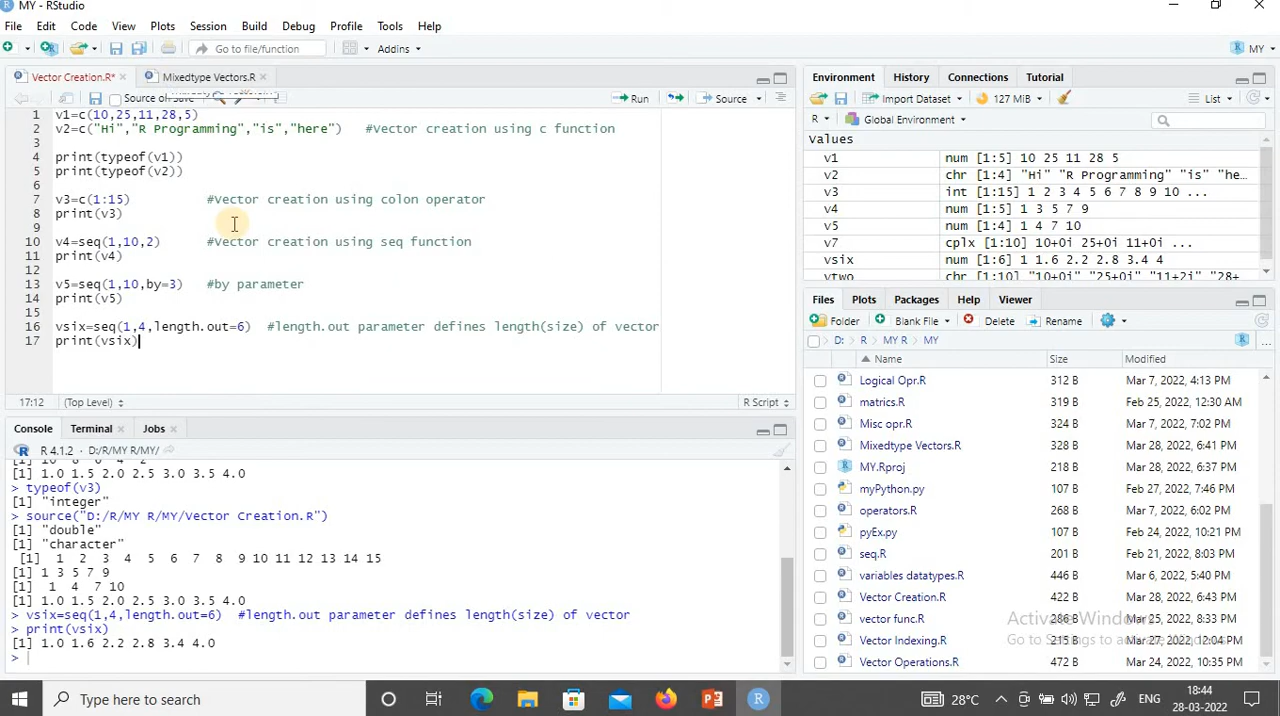 MY - RStudio
File Edit Code View Plots Session Build Debug Profile Tools Help
Go to file/function Addins MY
Vector Creation.R* Mixedtype Vectors.R
Source on Save Run Source
1 v1=c(10,25,11,28,5)
2 v2=c("Hi","R Programming","is","here") #Vector creation using c function
3
4 print(typeof(v1))
5 print(typeof(v2))
6
7 v3=c(1:15) #Vector creation using colon operator
8 print(v3)
9
10 v4=seq(1,10,2) #Vector creation using seq function
11 print(v4)
12
13 v5=seq(1,10,by=3) #by parameter
14 print(v5)
15
16 vsix=seq(1,4,length.out=6) #length.out parameter defines length(size) of vector
17 print(vsix)
17:12 (Top Level) R Script
Console Terminal Jobs
R 4.1.2 · D:/R/MY R/MY/
[1] 10 8 6 4 2
[1] 1.0 1.5 2.0 2.5 3.0 3.5 4.0
> typeof(v3)
[1] "integer"
> source("D:/R/MY R/MY/Vector Creation.R")
[1] "double"
[1] "character"
[1] 1 2 3 4 5 6 7 8 9 10 11 12 13 14 15
[1] 1 3 5 7 9
[1] 1 4 7 10
[1] 1.0 1.5 2.0 2.5 3.0 3.5 4.0
> vsix=seq(1,4,length.out=6) #length.out parameter defines length(size) of vector
> print(vsix)
[1] 1.0 1.6 2.2 2.8 3.4 4.0
>
Environment History Connections Tutorial
Import Dataset 127 MiB List
R Global Environment
Values
v1 num [1:5] 10 25 11 28 5
v2 chr [1:4] "Hi" "R Programming" "is" "he…
v3 int [1:15] 1 2 3 4 5 6 7 8 9 10 ...
v4 num [1:5] 1 3 5 7 9
v5 num [1:4] 1 4 7 10
v7 cplx [1:10] 10+0i 25+0i 11+0i ...
vsix num [1:6] 1 1.6 2.2 2.8 3.4 4
vtwo chr [1:10] "10+0i" "25+0i" "11+2i" "28+
Files Plots Packages Help Viewer
Folder Blank File Delete Rename
D: R MY R MY
Name Size Modified
Logical Opr.R 312 B Mar 7, 2022, 4:13 PM
matrics.R 319 B Feb 25, 2022, 12:30 AM
Misc opr.R 324 B Mar 7, 2022, 7:02 PM
Mixedtype Vectors.R 328 B Mar 28, 2022, 6:41 PM
MY.Rproj 218 B Mar 28, 2022, 6:37 PM
myPython.py 107 B Feb 27, 2022, 7:46 PM
operators.R 268 B Mar 7, 2022, 6:02 PM
pyEx.py 107 B Feb 24, 2022, 10:21 PM
seq.R 201 B Feb 21, 2022, 8:03 PM
variables datatypes.R 446 B Mar 6, 2022, 5:40 PM
Vector Creation.R 422 B Mar 28, 2022, 6:43 PM
vector func.R 286 B Mar 25, 2022, 8:33 PM
Vector Indexing.R 215 B Mar 24, 2022, 12:04 PM
Vector Operations.R 472 B Mar 24, 2022, 10:35 PM
Activate Windows
Go to Settings to activate Windows.
Type here to search
28°C ENG 18:44
28-03-2022